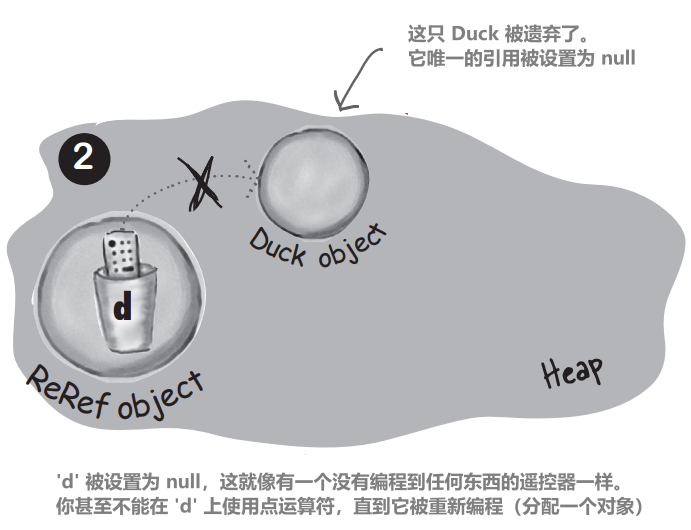 这只 Duck 被遗弃了。
它唯一的引用被设置为 null
2
Duck object
d
ReRef object
Heap
'd' 被设置为 null，这就像有一个没有编程到任何东西的遥控器一样。
你甚至不能在 'd' 上使用点运算符，直到它被重新编程（分配一个对象）